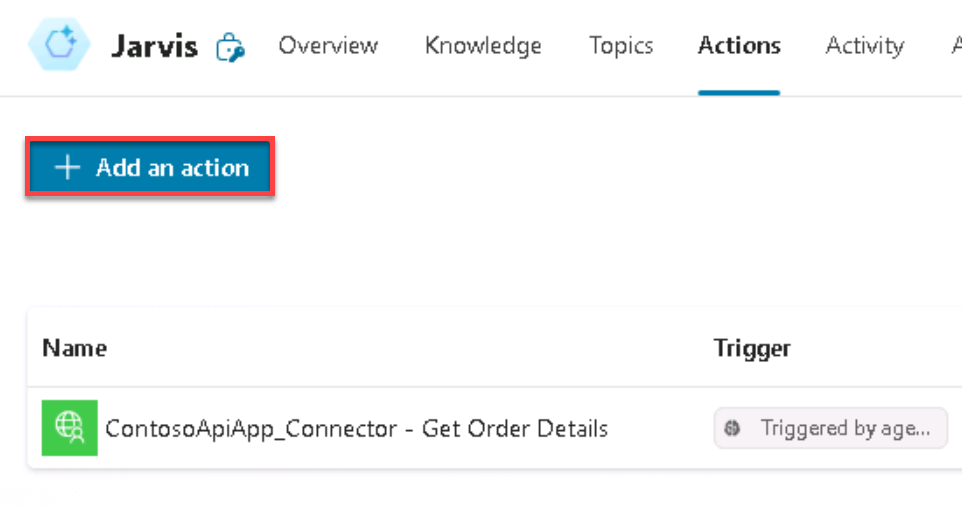 Jarvis Overview Knowledge Topics Actions Activity
Add an action
Name Trigger
ContosoApiApp_Connector - Get Order Details Triggered by age...